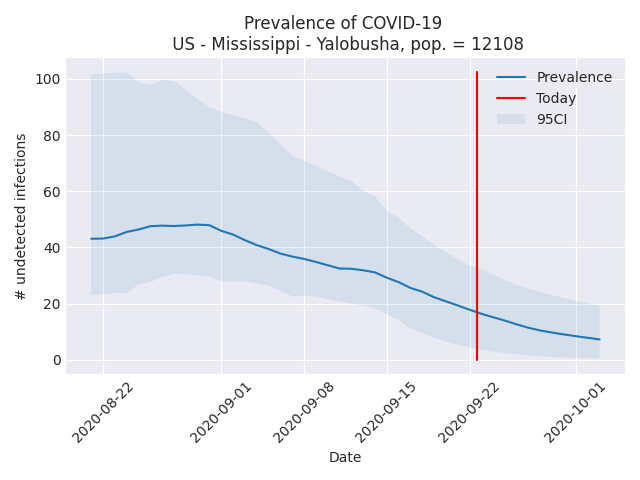 Prevalence of COVID-19
US - Mississippi - Yalobusha, pop. = 12108
# undetected infections
100
80
60
40
20
0
Prevalence
Today
95CI
2020-08-22
2020-09-01
2020-09-08
2020-09-15
2020-09-22
2020-10-01
Date